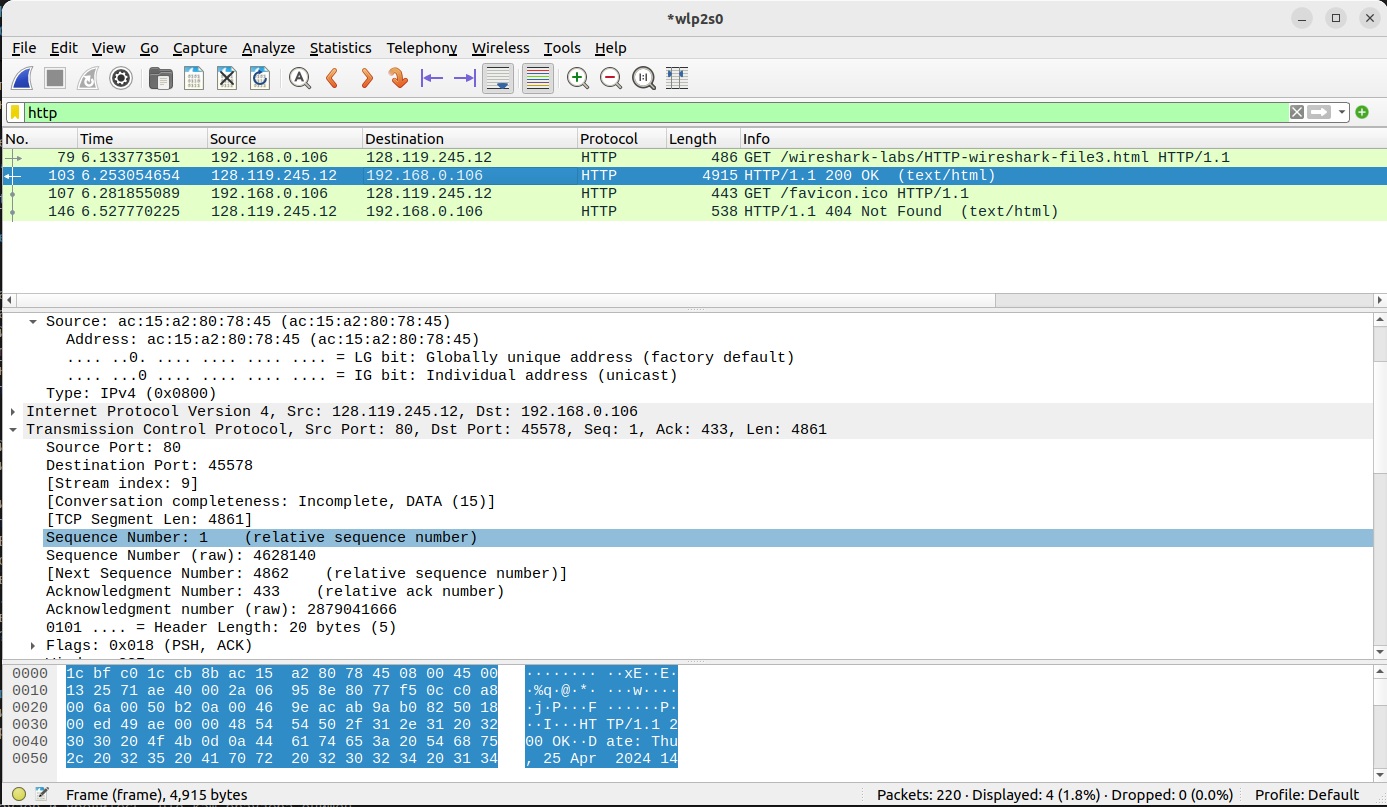 *wlp2s0
File Edit View Go Capture Analyze Statistics Telephony Wireless Tools Help
http
No. Time Source Destination Protocol Length Info
79 6.133773501 192.168.0.106 128.119.245.12 HTTP 486 GET /wireshark-labs/HTTP-wireshark-file3.html HTTP/1.1
103 6.253054654 128.119.245.12 192.168.0.106 HTTP 4915 HTTP/1.1 200 OK  (text/html)
107 6.281855089 192.168.0.106 128.119.245.12 HTTP 443 GET /favicon.ico HTTP/1.1
146 6.527770225 128.119.245.12 192.168.0.106 HTTP 538 HTTP/1.1 404 Not Found  (text/html)
Source: ac:15:a2:80:78:45 (ac:15:a2:80:78:45)
Address: ac:15:a2:80:78:45 (ac:15:a2:80:78:45)
.... ..0. .... .... .... .... = LG bit: Globally unique address (factory default)
.... ...0 .... .... .... .... = IG bit: Individual address (unicast)
Type: IPv4 (0x0800)
Internet Protocol Version 4, Src: 128.119.245.12, Dst: 192.168.0.106
Transmission Control Protocol, Src Port: 80, Dst Port: 45578, Seq: 1, Ack: 433, Len: 4861
Source Port: 80
Destination Port: 45578
[Stream index: 9]
[Conversation completeness: Incomplete, DATA (15)]
[TCP Segment Len: 4861]
Sequence Number: 1    (relative sequence number)
Sequence Number (raw): 4628140
[Next Sequence Number: 4862    (relative sequence number)]
Acknowledgment Number: 433    (relative ack number)
Acknowledgment number (raw): 2879041666
0101 .... = Header Length: 20 bytes (5)
Flags: 0x018 (PSH, ACK)
0000 1c bf c0 1c cb 8b ac 15  a2 80 78 45 08 00 45 00 ········ ··xE··E·
0010 13 25 71 ae 40 00 2a 06  95 8e 80 77 f5 0c c0 a8 ·%q·@·*· ···w····
0020 00 6a 00 50 b2 0a 00 46  9e ac ab 9a b0 82 50 18 ·j·P···F ······P·
0030 00 ed 49 ae 00 00 48 54  54 50 2f 31 2e 31 20 32 ··I···HT TP/1.1 2
0040 30 30 20 4f 4b 0d 0a 44  61 74 65 3a 20 54 68 75 00 OK··D ate: Thu
0050 2c 20 32 35 20 41 70 72  20 32 30 32 34 20 31 34 , 25 Apr  2024 14
Frame (frame), 4,915 bytes Packets: 220 · Displayed: 4 (1.8%) · Dropped: 0 (0.0%) Profile: Default